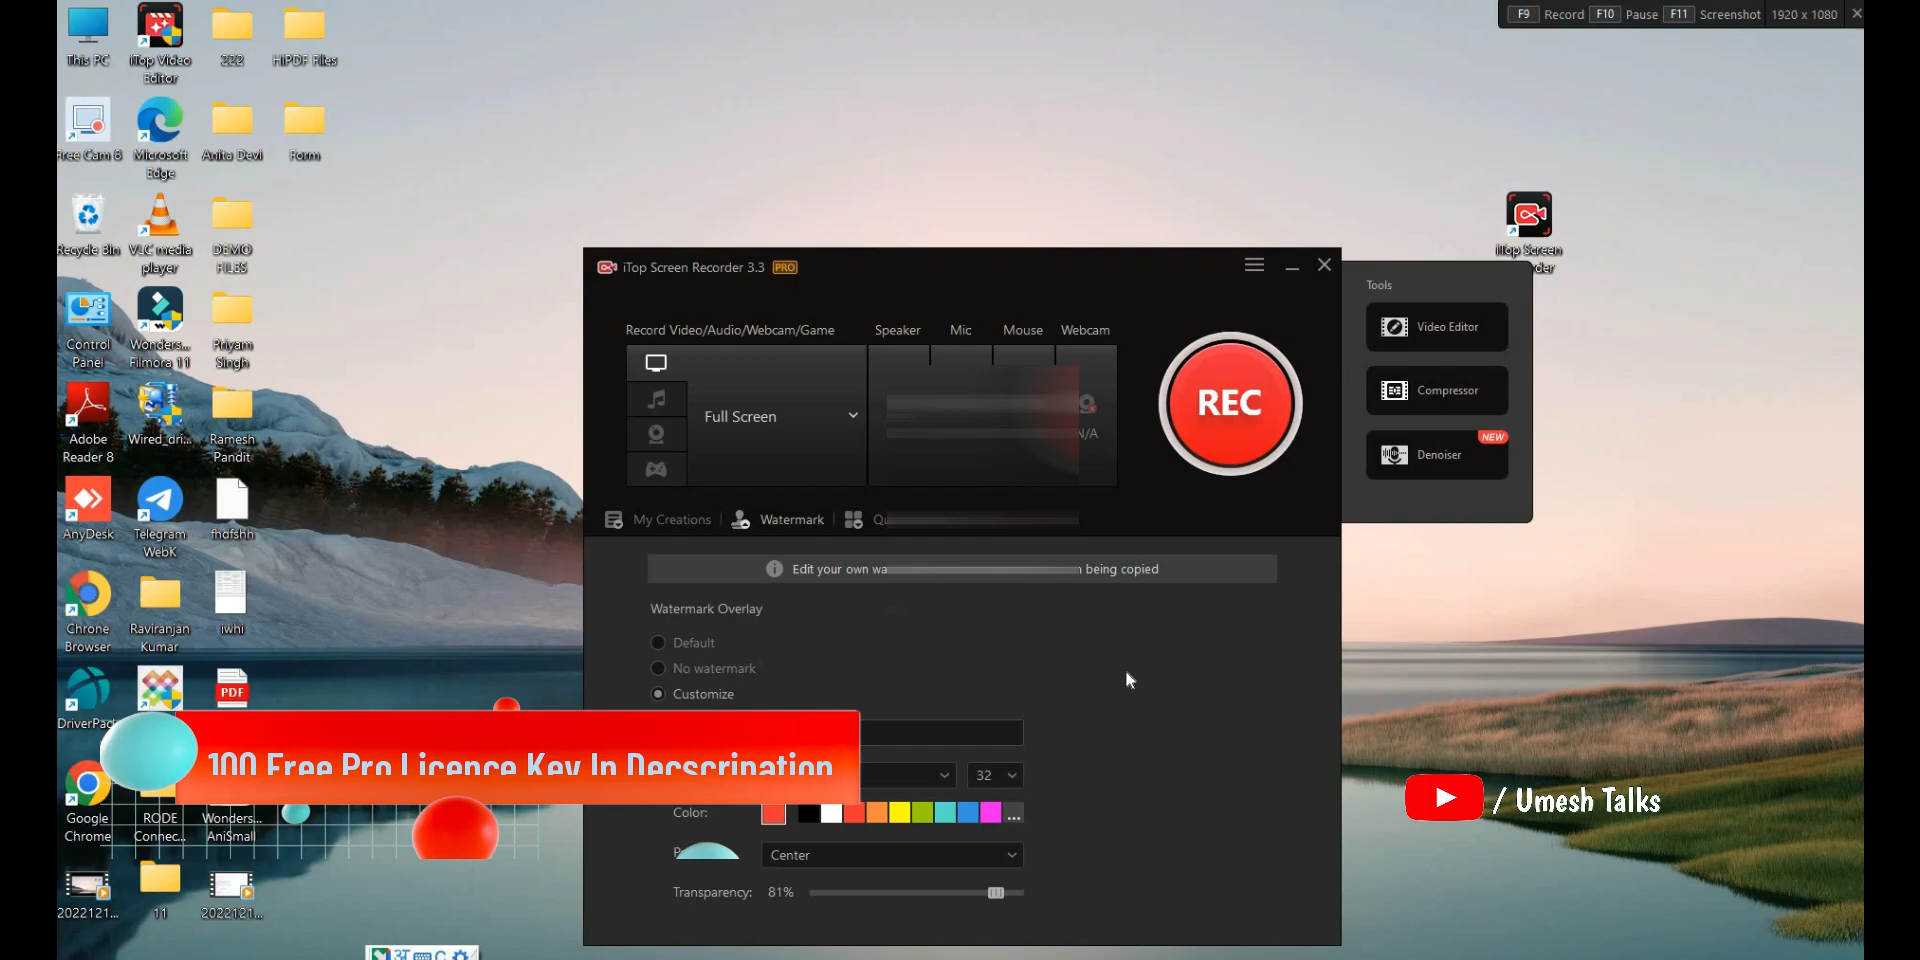 F9 Record F10 Pause F11 Screenshot 1920 x 1080
This PC
iTop Video
Editor
222
HiPDF Files
Free Cam 8
Microsoft
Edge
Anita Devi
Form
Recycle Bin
VLC media
player
DEMO
FILES
Control
Panel
Wonders...
Filmora 11
Priyam
Singh
Adobe
Reader 8
Wired_dri...
Ramesh
Pandit
AnyDesk
Telegram
WebK
fhdfshh
Chrone
Browser
Raviranjan
Kumar
iwhi
PDF
DriverPac
Google
Chrome
RODE
Connec...
Wonders...
AniSmall
2022121...
11
2022121...
iTop Screen
iTop Screen Recorder 3.3 PRO
Record Video/Audio/Webcam/Game
Speaker Mic Mouse Webcam
Full Screen
N/A
REC
My Creations Watermark
Edit your own wa being copied
Watermark Overlay
Default
No watermark
Customize
32
Color: ...
Center
Transparency: 81%
Tools
Video Editor
Compressor
NEW
Denoiser
100 Free Pro Licence Key In Decscrination
/ Umesh Talks
अ